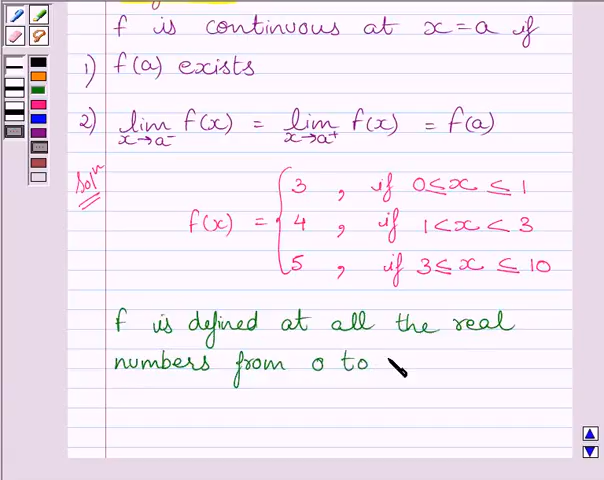 f is continuous at x=a if
1) f(a) exists
2) lim x→a⁻ f(x) = lim x→a⁺ f(x) = f(a)
Solⁿ
f(x) = { 3 , if 0≤x≤1
4 , if 1<x<3
5 , if 3≤x≤10
f is defined at all the real
numbers from 0 to